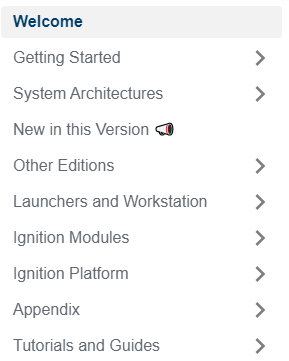 Welcome
Getting Started
System Architectures
New in this Version
Other Editions
Launchers and Workstation
Ignition Modules
Ignition Platform
Appendix
Tutorials and Guides